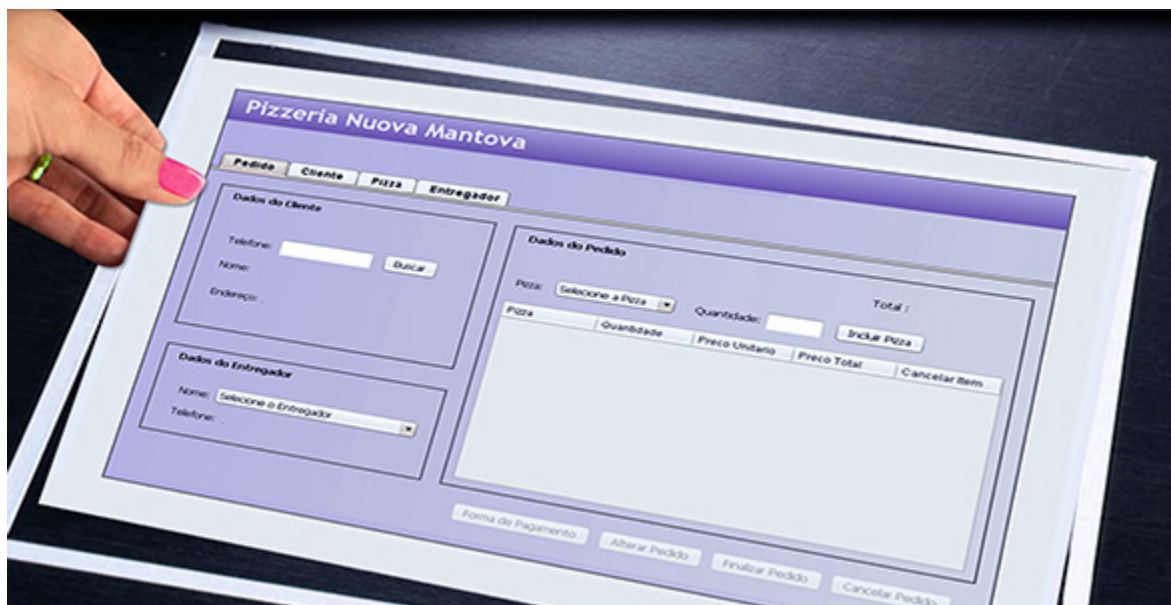 Pizzeria Nuova Mantova
Pedido Cliente Pizza Entregador
Dados do Cliente
Telefone: Buscar
Nome:
Endereço: .
Dados do Entregador
Nome: Selecione o Entregador
Telefone: .
Dados do Pedido
Total :
Pizza: Selecione a Pizza Quantidade: Incluir Pizza
Pizza Quantidade Preco Unitario Preco Total Cancelar Item
Forma de Pagamento Alterar Pedido Finalizar Pedido Cancelar Pedido